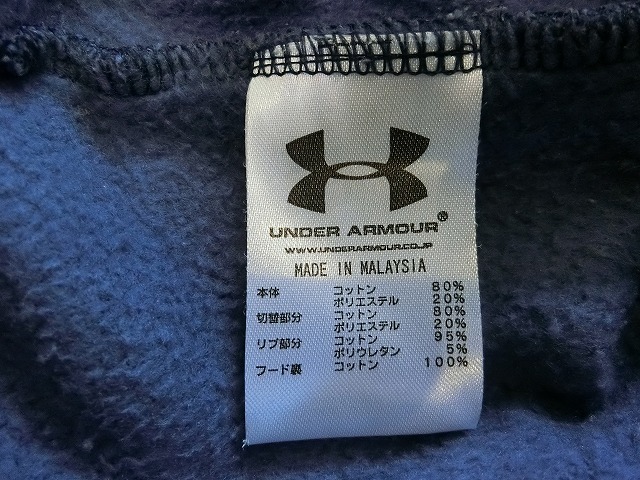 UNDER ARMOUR®
WWW.UNDERARMOUR.CO.JP
MADE IN MALAYSIA
本体 コットン 80%
ポリエステル 20%
切替部分 コットン 80%
ポリエステル 20%
リブ部分 コットン 95%
ポリウレタン 5%
フード裏 コットン 100%